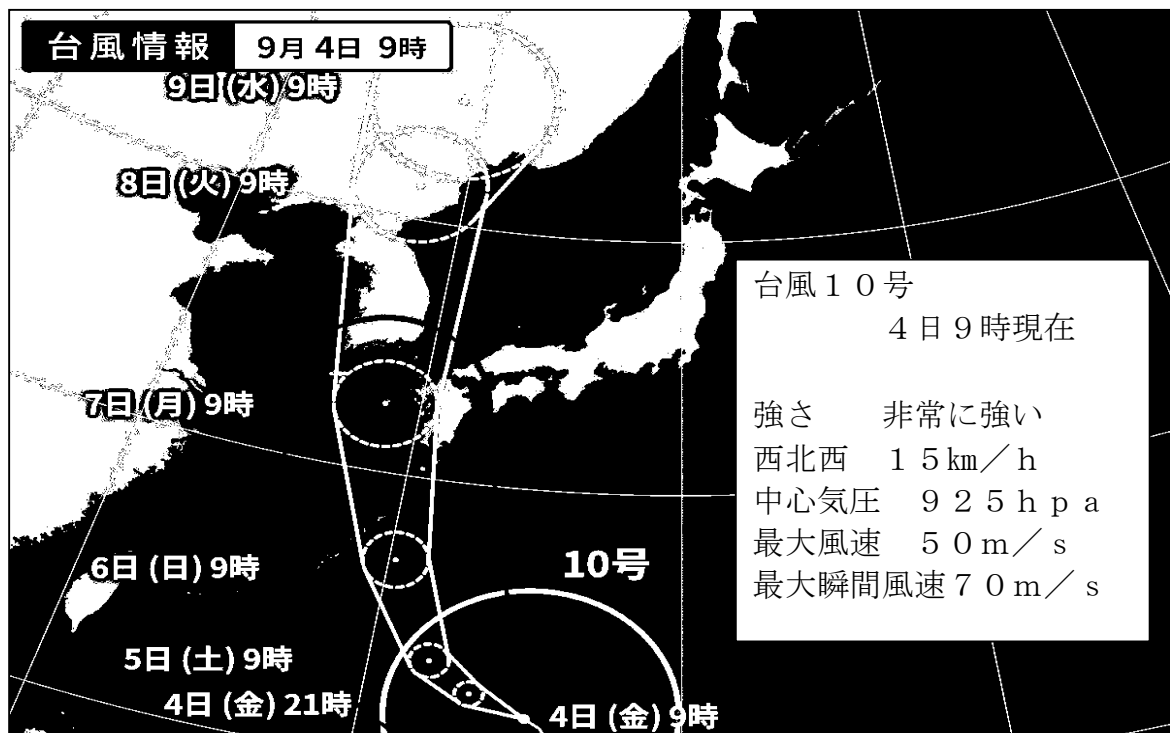 台風情報 9月4日 9時
9日(水)9時
8日(火)9時
7日(月)9時
6日(日)9時
5日(土)9時
4日(金)21時
10号
4日(金)9時
台風１０号
４日９時現在
強さ　　非常に強い
西北西　１５㎞／ｈ
中心気圧　９２５ｈｐａ
最大風速　５０ｍ／ｓ
最大瞬間風速７０ｍ／ｓ